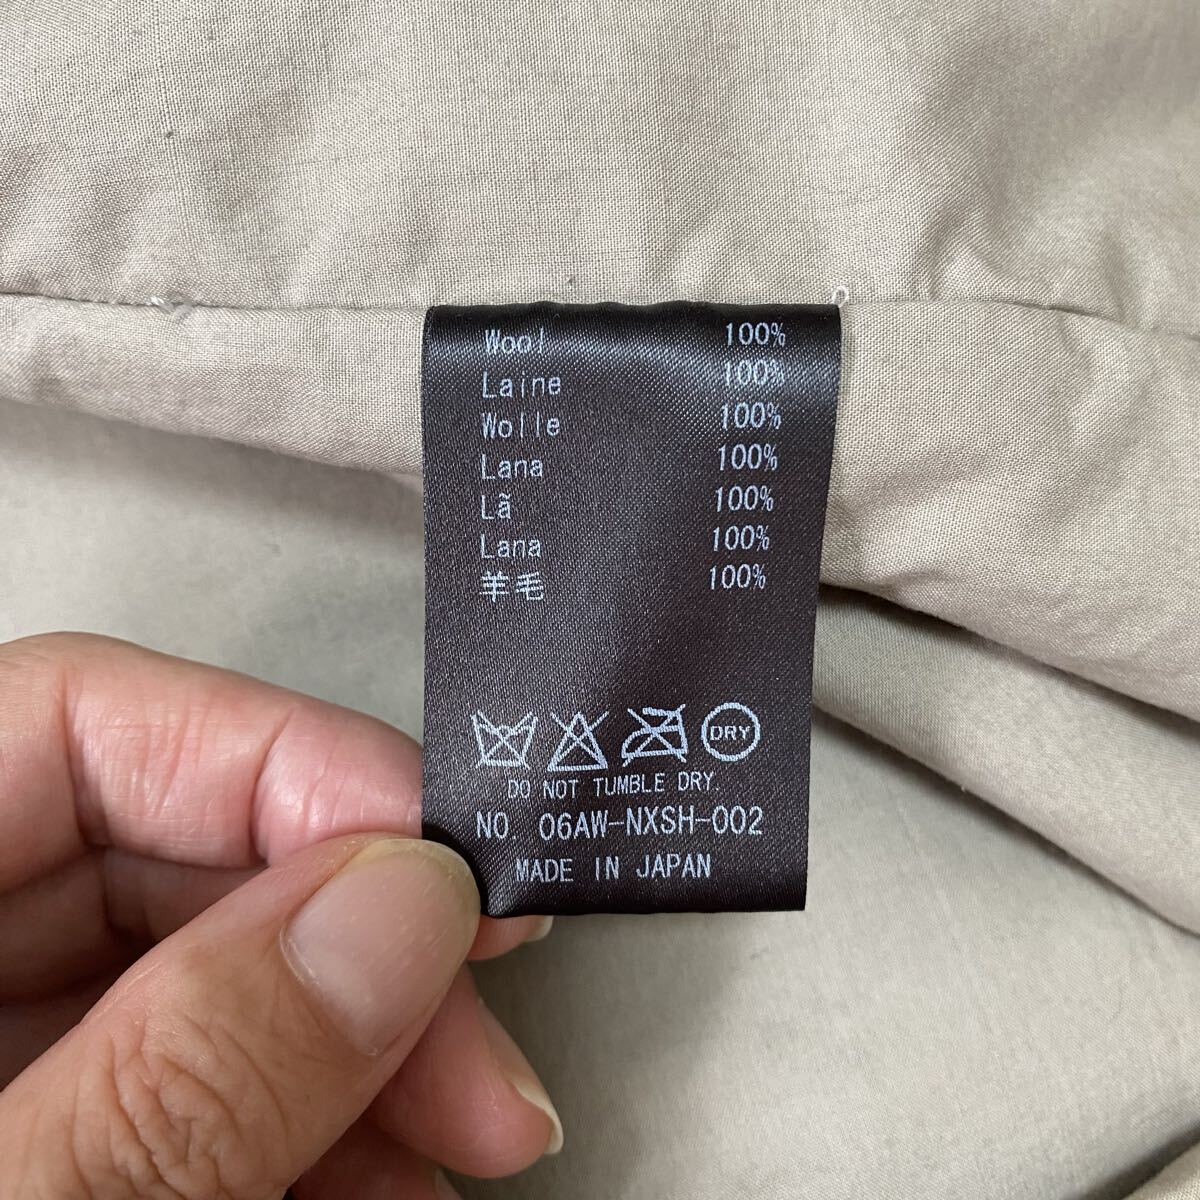 Wool 100%
Laine 100%
Wolle 100%
Lana 100%
Lã 100%
Lana 100%
羊毛 100%
DRY
DO NOT TUMBLE DRY.
NO. 06AW-NXSH-002
MADE IN JAPAN